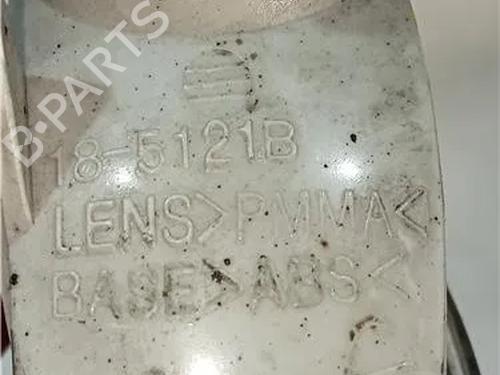 B-PARTS
18-5121B
LENS>PMMA<
BASE>ABS<